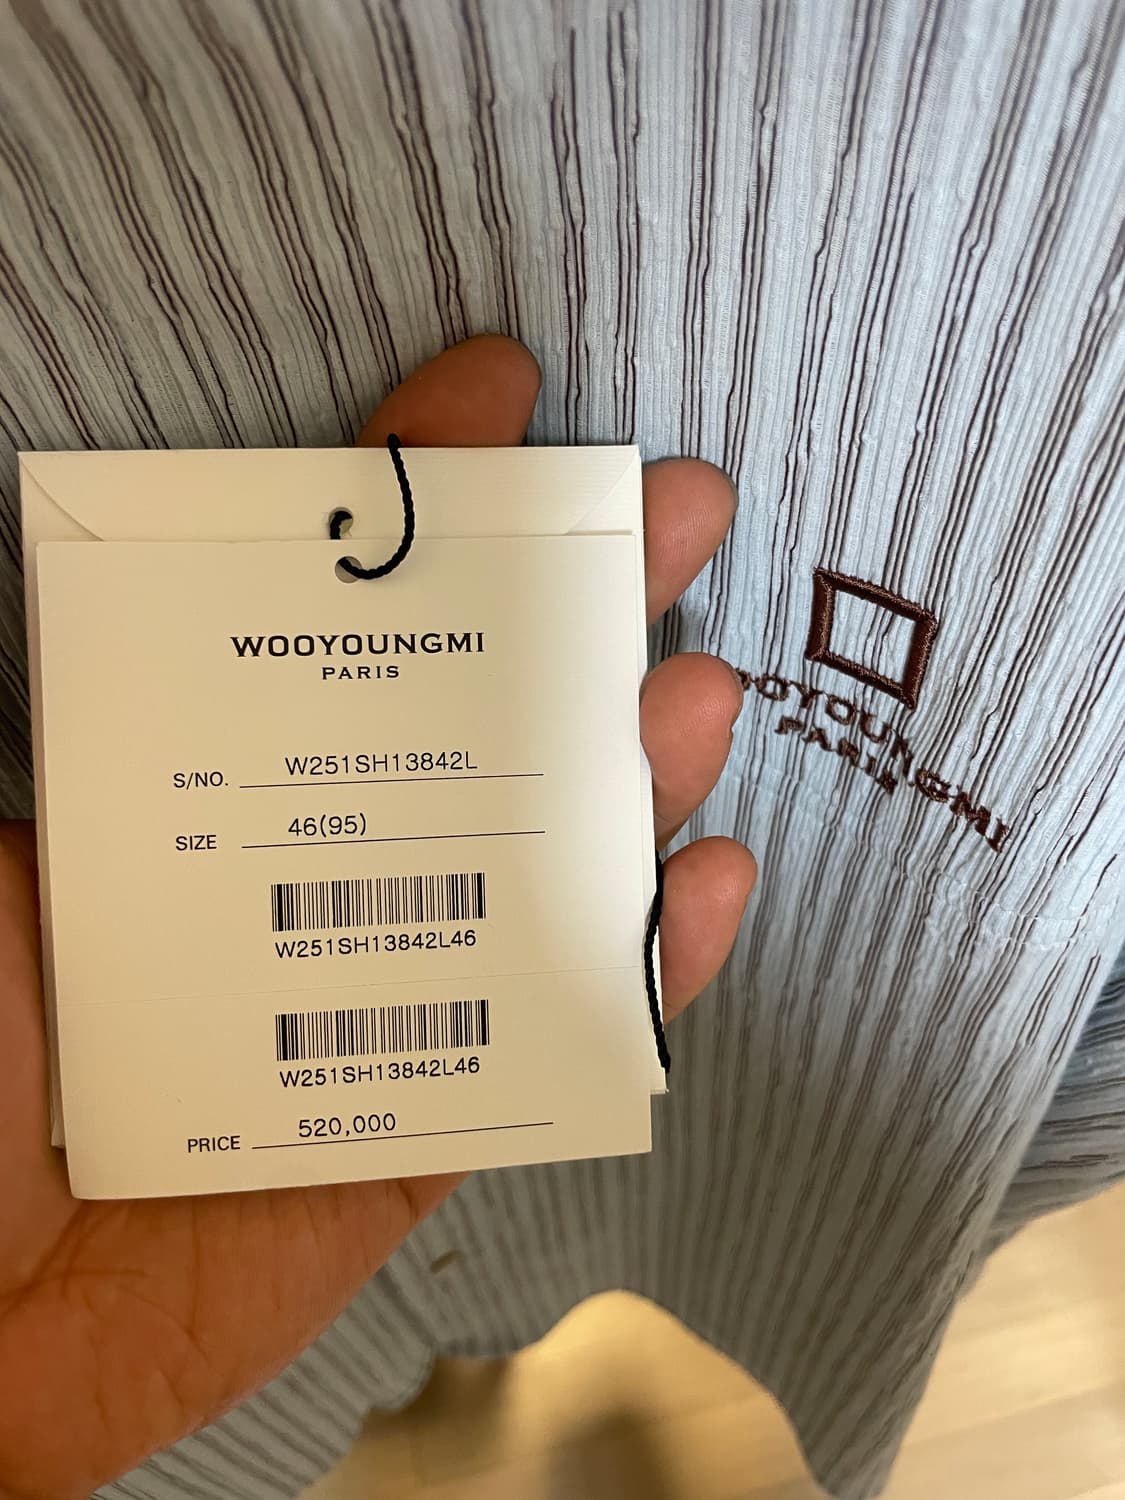 WOOYOUNGMI
PARIS
S/NO. W251SH13842L
SIZE 46(95)
W251SH13842L46
W251SH13842L46
PRICE 520,000
WOOYOUNGMI
PARIS